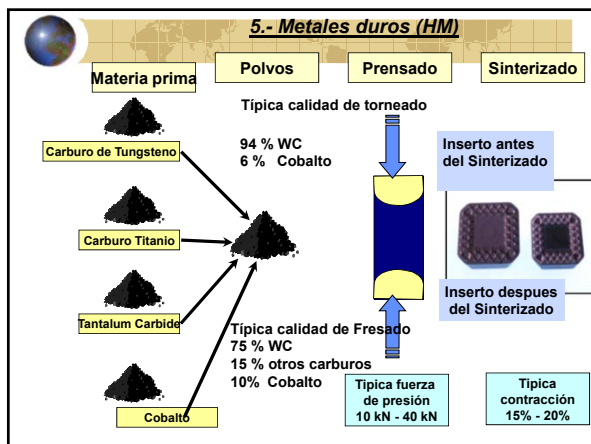 5.- Metales duros (HM)
Materia prima
Polvos
Prensado
Sinterizado
Carburo de Tungsteno
Carburo Titanio
Tantalum Carbide
Cobalto
Típica calidad de torneado
94 % WC
6 % Cobalto
Típica calidad de Fresado
75 % WC
15 % otros carburos
10% Cobalto
Tipica fuerza
de presión
10 kN - 40 kN
Inserto antes
del Sinterizado
Inserto despues
del Sinterizado
Tipica
contracción
15% - 20%